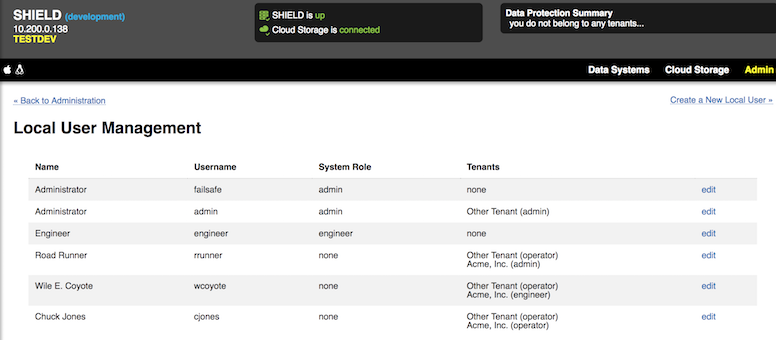 SHIELD (development)
10.200.0.138
TESTDEV
SHIELD is up
Cloud Storage is connected
Data Protection Summary
you do not belong to any tenants...
Data Systems Cloud Storage Admin
« Back to Administration
Create a New Local User »
Local User Management
Name Username System Role Tenants
Administrator failsafe admin none edit
Administrator admin admin Other Tenant (admin) edit
Engineer engineer engineer none edit
Road Runner rrunner none Other Tenant (operator) edit
Acme, Inc. (admin)
Wile E. Coyote wcoyote none Other Tenant (operator) edit
Acme, Inc. (engineer)
Chuck Jones cjones none Other Tenant (operator) edit
Acme, Inc. (operator)